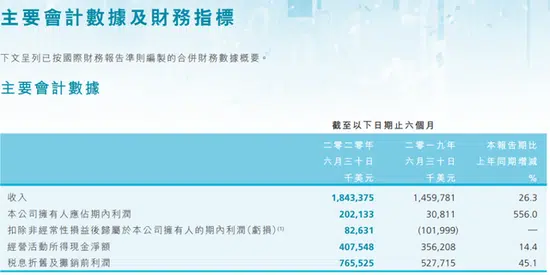 主要會計數據及財務指標
下文呈列已按國際財務報告準則編製的合併財務數據概要。
主要會計數據
截至以下日期止六個月
二零二零年 二零一九年 本報告期比
六月三十日 六月三十日 上年同期增減
千美元 千美元 %
收入 1,843,375 1,459,781 26.3
本公司擁有人應佔期內利潤 202,133 30,811 556.0
扣除非經常性損益後歸屬於本公司擁有人的期內利潤(虧損)(1) 82,631 (101,999) —
經營活動所得現金淨額 407,548 356,208 14.4
税息折舊及攤銷前利潤 765,525 527,715 45.1